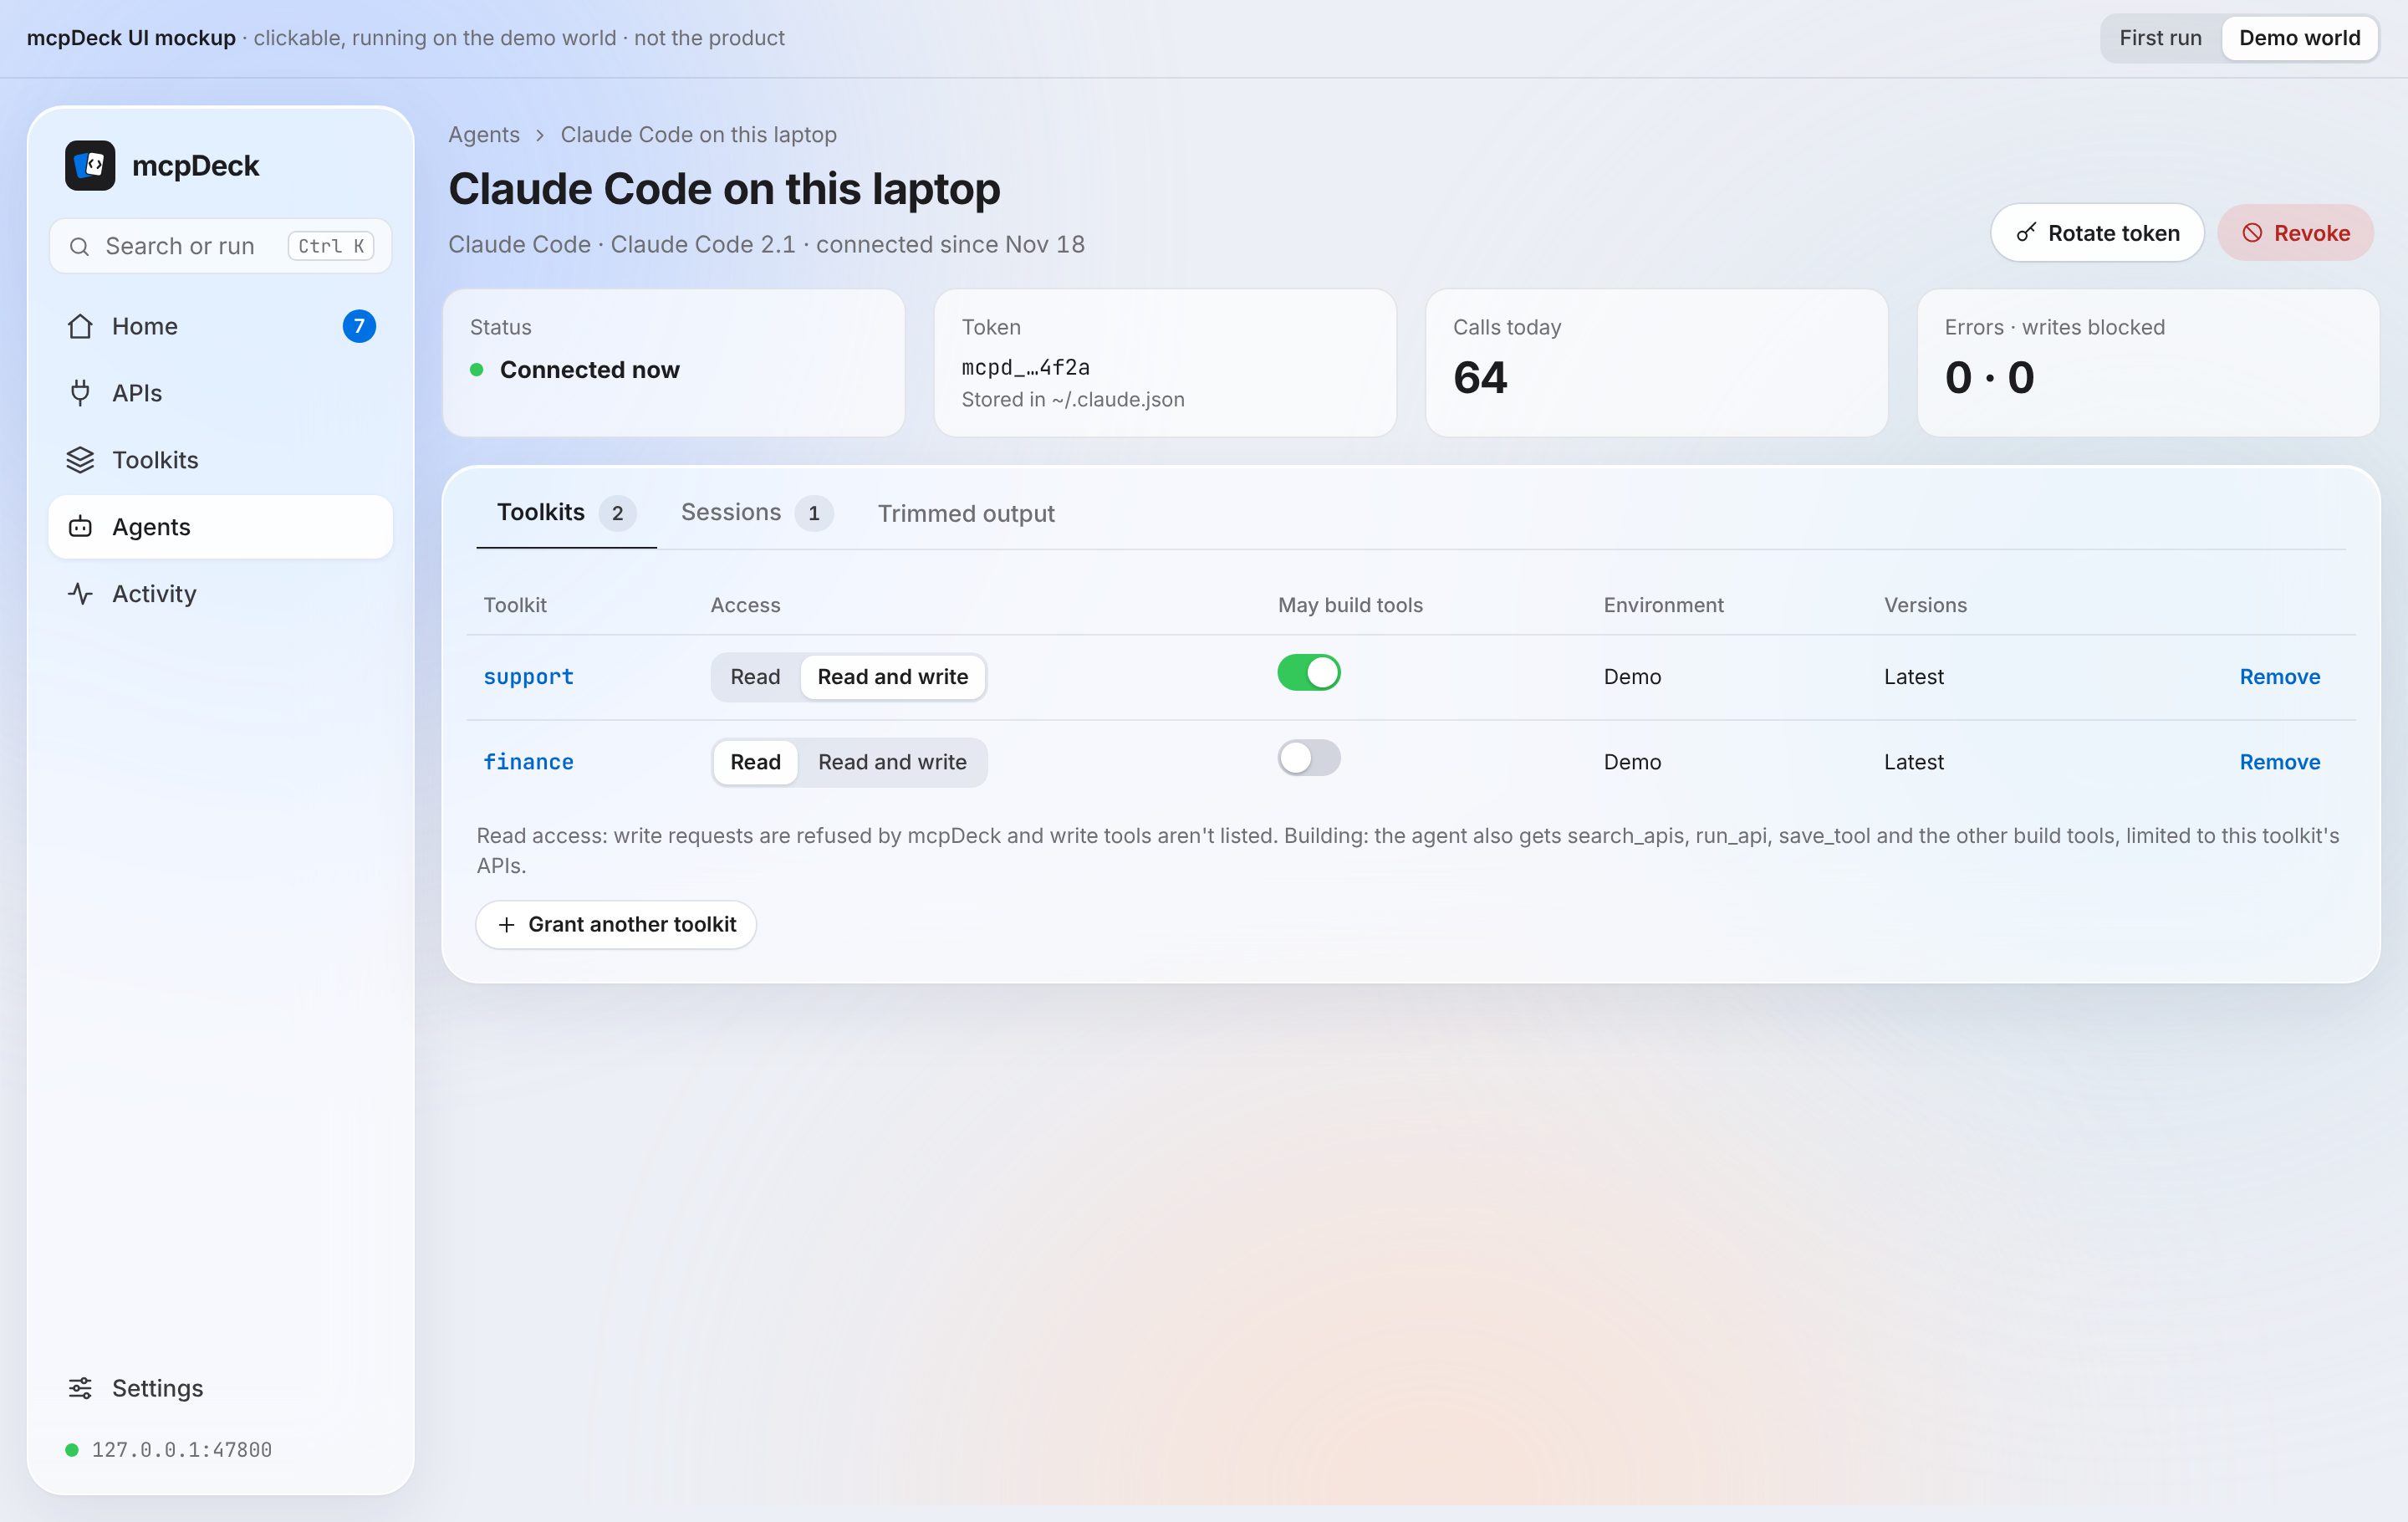 mcpDeck UI mockup · clickable, running on the demo world · not the product
First run
Demo world
mcpDeck
Search or run
Ctrl K
Home
7
APIs
Toolkits
Agents
Activity
Settings
127.0.0.1:47800
Agents › Claude Code on this laptop
Claude Code on this laptop
Claude Code · Claude Code 2.1 · connected since Nov 18
Rotate token
Revoke
Status
Connected now
Token
mcpd_…4f2a
Stored in ~/.claude.json
Calls today
64
Errors · writes blocked
0 · 0
Toolkits 2
Sessions 1
Trimmed output
Toolkit Access May build tools Environment Versions
support Read Read and write Demo Latest Remove
finance Read Read and write Demo Latest Remove
Read access: write requests are refused by mcpDeck and write tools aren't listed. Building: the agent also gets search_apis, run_api, save_tool and the other build tools, limited to this toolkit's
APIs.
+ Grant another toolkit